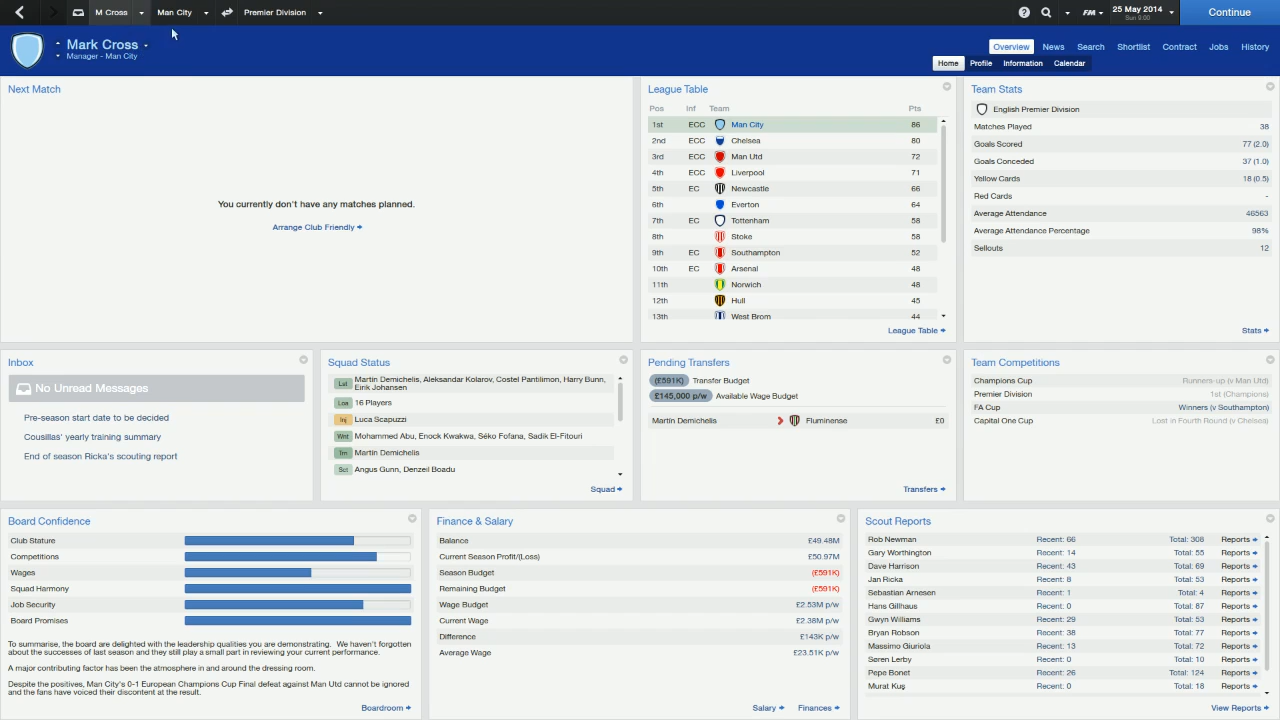 M Cross
Man City
Premier Division
FM
25 May 2014
Sun 9:00
Continue
Mark Cross
Manager - Man City
Overview News Search Shortlist Contract Jobs History
Home Profile Information Calendar
Next Match
You currently don't have any matches planned.
Arrange Club Friendly
League Table
Pos Inf Team Pts
1st ECC Man City 86
2nd ECC Chelsea 80
3rd ECC Man Utd 72
4th ECC Liverpool 71
5th EC Newcastle 66
6th Everton 64
7th EC Tottenham 58
8th Stoke 58
9th EC Southampton 52
10th EC Arsenal 48
11th Norwich 48
12th Hull 45
13th West Brom 44
League Table
Team Stats
English Premier Division
Matches Played 38
Goals Scored 77 (2.0)
Goals Conceded 37 (1.0)
Yellow Cards 18 (0.5)
Red Cards -
Average Attendance 46563
Average Attendance Percentage 98%
Sellouts 12
Stats
Inbox
No Unread Messages
Pre-season start date to be decided
Cousillas' yearly training summary
End of season Ricka's scouting report
Squad Status
Lst Martín Demichelis, Aleksandar Kolarov, Costel Pantilimon, Harry Bunn,
Eirik Johansen
Loa 16 Players
Inj Luca Scapuzzi
Wnt Mohammed Abu, Enock Kwakwa, Séko Fofana, Sadik El-Fitouri
Trn Martín Demichelis
Sct Angus Gunn, Denzeil Boadu
Squad
Pending Transfers
(£591K) Transfer Budget
£145,000 p/w Available Wage Budget
Martín Demichelis Fluminense £0
Transfers
Team Competitions
Champions Cup Runners-up (v Man Utd)
Premier Division 1st (Champions)
FA Cup Winners (v Southampton)
Capital One Cup Lost in Fourth Round (v Chelsea)
Board Confidence
Club Stature
Competitions
Wages
Squad Harmony
Job Security
Board Promises
To summarise, the board are delighted with the leadership qualities you are demonstrating. We haven't forgotten
about the successes of last season and they still play a small part in reviewing your current performance.
A major contributing factor has been the atmosphere in and around the dressing room.
Despite the positives, Man City's 0-1 European Champions Cup Final defeat against Man Utd cannot be ignored
and the fans have voiced their discontent at the result.
Boardroom
Finance & Salary
Balance £49.48M
Current Season Profit/(Loss) £50.97M
Season Budget (£591K)
Remaining Budget (£591K)
Wage Budget £2.53M p/w
Current Wage £2.38M p/w
Difference £143K p/w
Average Wage £23.51K p/w
Salary Finances
Scout Reports
Rob Newman Recent: 66 Total: 308 Reports
Gary Worthington Recent: 14 Total: 55 Reports
Dave Harrison Recent: 43 Total: 69 Reports
Jan Ricka Recent: 8 Total: 53 Reports
Sebastian Arnesen Recent: 1 Total: 4 Reports
Hans Gillhaus Recent: 0 Total: 87 Reports
Gwyn Williams Recent: 29 Total: 53 Reports
Bryan Robson Recent: 38 Total: 77 Reports
Massimo Giuriola Recent: 13 Total: 72 Reports
Søren Lerby Recent: 0 Total: 10 Reports
Pepe Bonet Recent: 26 Total: 124 Reports
Murat Kuş Recent: 0 Total: 18 Reports
View Reports